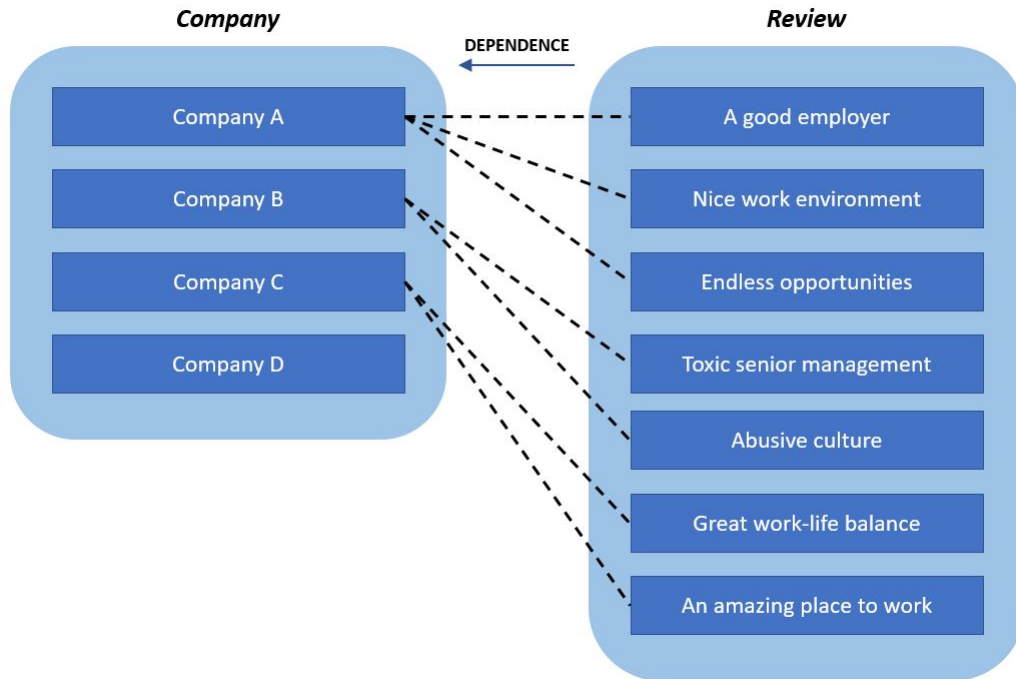 Company
Review
DEPENDENCE
Company A
A good employer
Company B
Nice work environment
Company C
Endless opportunities
Company D
Toxic senior management
Abusive culture
Great work-life balance
An amazing place to work